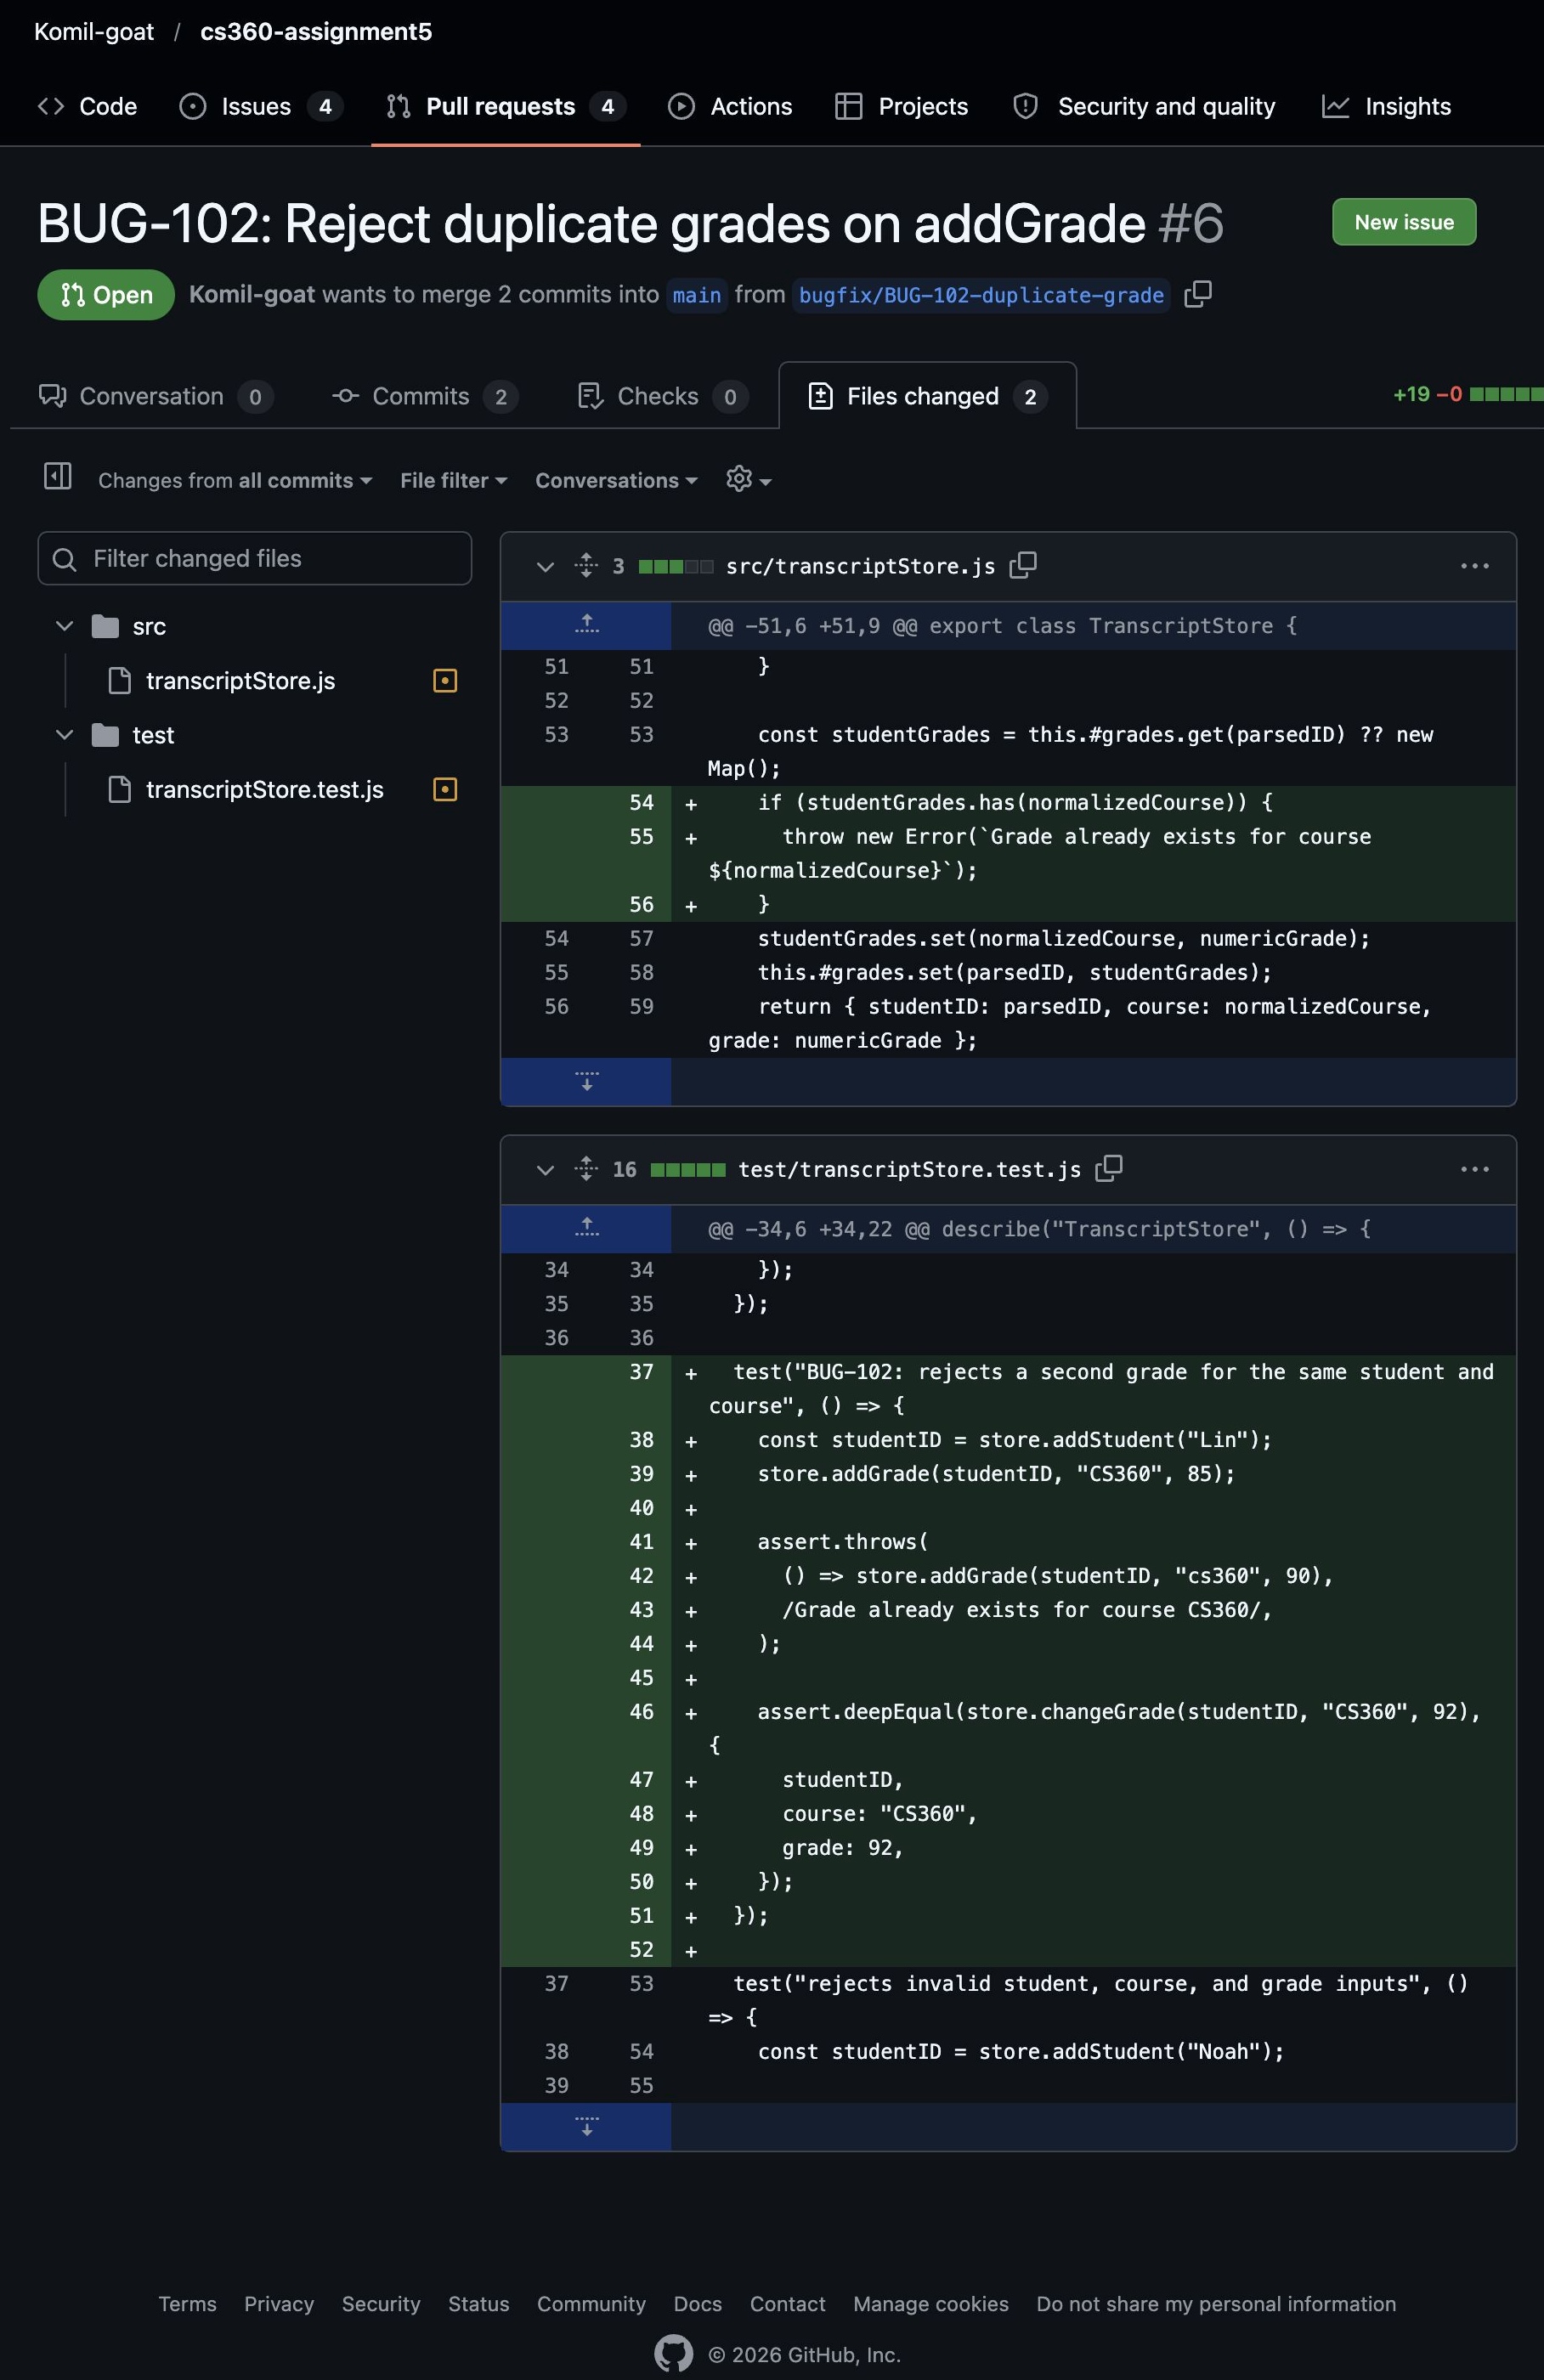 Komil-goat / cs360-assignment5
Code Issues 4 Pull requests 4 Actions Projects Security and quality Insights
BUG-102: Reject duplicate grades on addGrade #6 New issue
Open Komil-goat wants to merge 2 commits into main from bugfix/BUG-102-duplicate-grade
Conversation 0 Commits 2 Checks 0 Files changed 2 +19 −0
Changes from all commits File filter Conversations
Filter changed files
src
transcriptStore.js
test
transcriptStore.test.js
3 src/transcriptStore.js
@@ -51,6 +51,9 @@ export class TranscriptStore {
51 51 }
52 52
53 53 const studentGrades = this.#grades.get(parsedID) ?? new
Map();
54 + if (studentGrades.has(normalizedCourse)) {
55 + throw new Error(`Grade already exists for course
${normalizedCourse}`);
56 + }
54 57 studentGrades.set(normalizedCourse, numericGrade);
55 58 this.#grades.set(parsedID, studentGrades);
56 59 return { studentID: parsedID, course: normalizedCourse,
grade: numericGrade };
16 test/transcriptStore.test.js
@@ -34,6 +34,22 @@ describe("TranscriptStore", () => {
34 34 });
35 35 });
36 36
37 + test("BUG-102: rejects a second grade for the same student and
course", () => {
38 + const studentID = store.addStudent("Lin");
39 + store.addGrade(studentID, "CS360", 85);
40 +
41 + assert.throws(
42 + () => store.addGrade(studentID, "cs360", 90),
43 + /Grade already exists for course CS360/,
44 + );
45 +
46 + assert.deepEqual(store.changeGrade(studentID, "CS360", 92),
{
47 + studentID,
48 + course: "CS360",
49 + grade: 92,
50 + });
51 + });
52 +
37 53 test("rejects invalid student, course, and grade inputs", ()
=> {
38 54 const studentID = store.addStudent("Noah");
39 55
Terms Privacy Security Status Community Docs Contact Manage cookies Do not share my personal information
© 2026 GitHub, Inc.